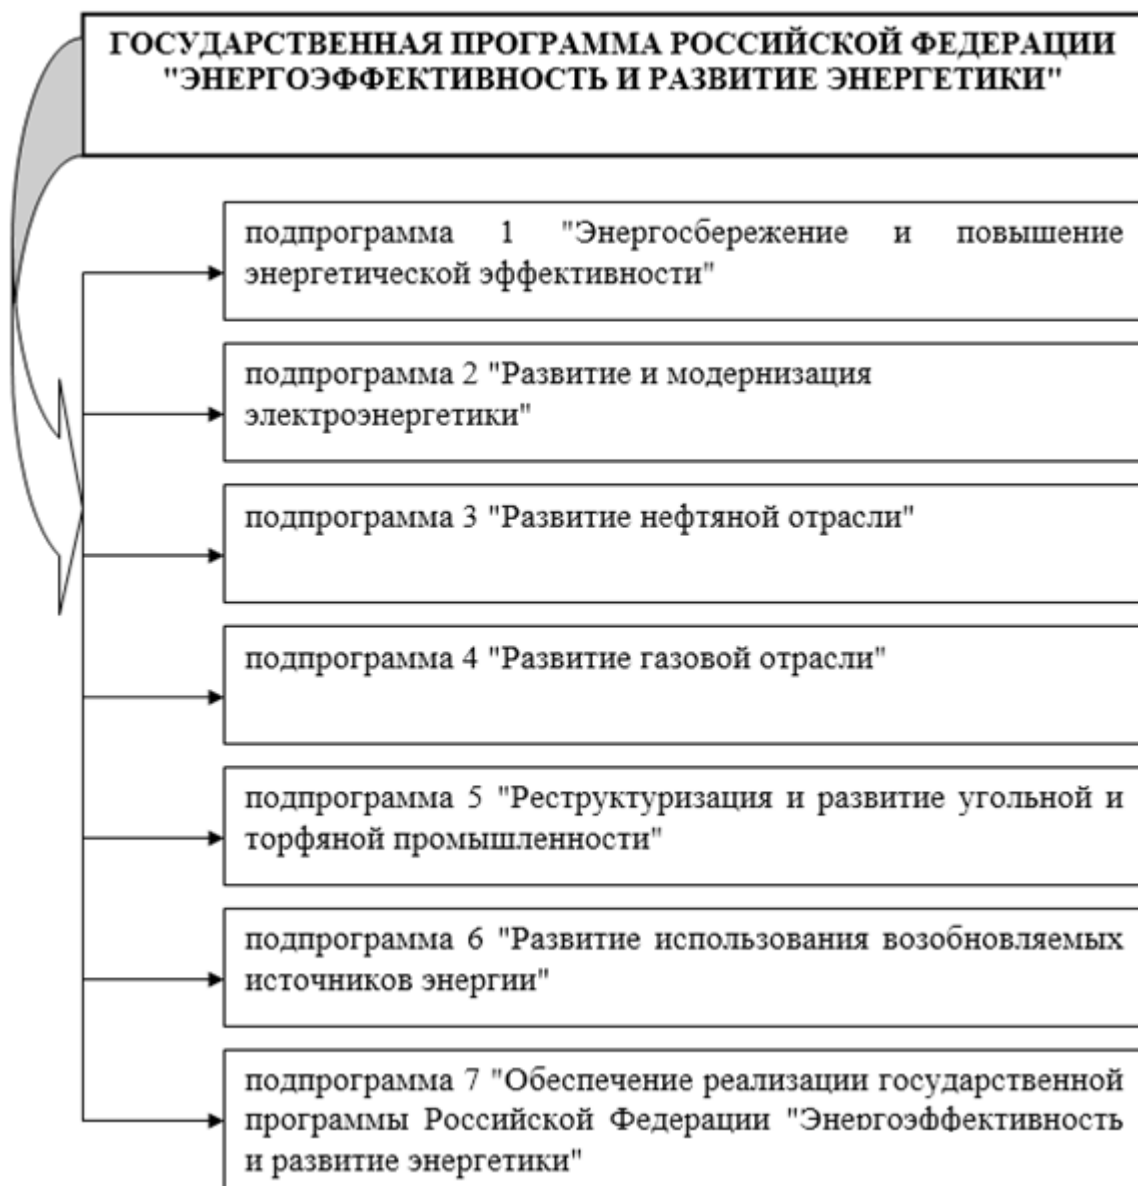 ГОСУДАРСТВЕННАЯ ПРОГРАММА РОССИЙСКОЙ ФЕДЕРАЦИИ
"ЭНЕРГОЭФФЕКТИВНОСТЬ И РАЗВИТИЕ ЭНЕРГЕТИКИ"
подпрограмма 1 "Энергосбережение и повышение
энергетической эффективности"
подпрограмма 2 "Развитие и модернизация
электроэнергетики"
подпрограмма 3 "Развитие нефтяной отрасли"
подпрограмма 4 "Развитие газовой отрасли"
подпрограмма 5 "Реструктуризация и развитие угольной и
торфяной промышленности"
подпрограмма 6 "Развитие использования возобновляемых
источников энергии"
подпрограмма 7 "Обеспечение реализации государственной
программы Российской Федерации "Энергоэффективность
и развитие энергетики"